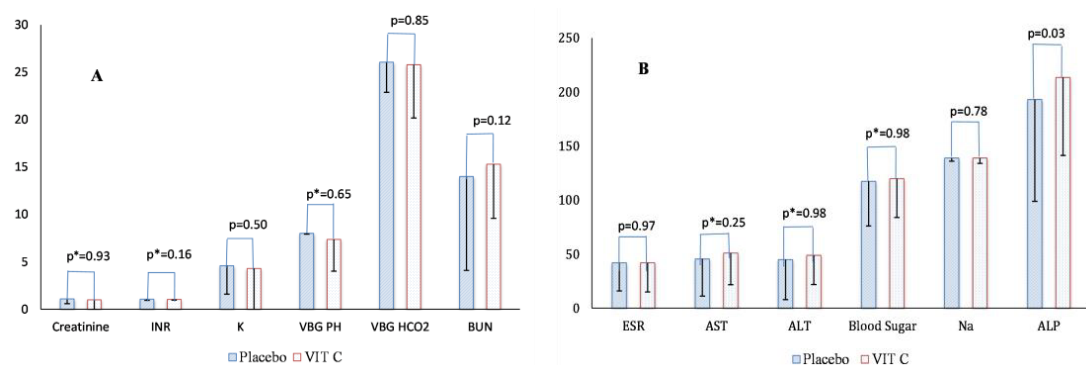 A
30
25
20
15
10
5
0
p*=0.93
p*=0.16
p=0.50
p*=0.65
p=0.85
p=0.12
Creatinine INR K VBG PH VBG HCO2 BUN
Placebo VIT C
B
250
200
150
100
50
0
p=0.97
p*=0.25
p*=0.98
p*=0.98
p=0.78
p=0.03
ESR AST ALT Blood Sugar Na ALP
Placebo VIT C